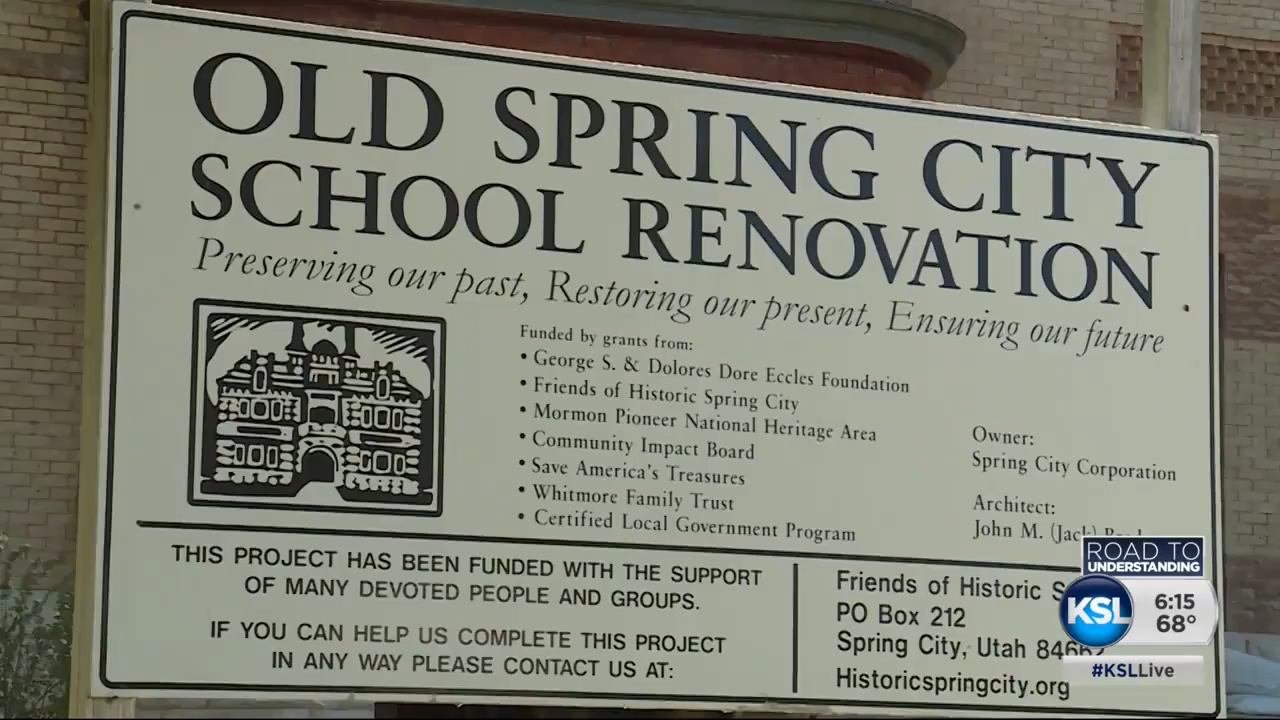 OLD SPRING CITY
SCHOOL RENOVATION
Preserving our past, Restoring our present, Ensuring our future
Funded by grants from:
• George S. & Dolores Dore Eccles Foundation
• Friends of Historic Spring City
• Mormon Pioneer National Heritage Area
• Community Impact Board
• Save America's Treasures
• Whitmore Family Trust
• Certified Local Government Program
Owner:
Spring City Corporation
Architect:
John M. (Jack)
THIS PROJECT HAS BEEN FUNDED WITH THE SUPPORT
OF MANY DEVOTED PEOPLE AND GROUPS.
IF YOU CAN HELP US COMPLETE THIS PROJECT
IN ANY WAY PLEASE CONTACT US AT:
Friends of Historic
PO Box 212
Spring City, Utah
Historicspringcity.org
ROAD TO
UNDERSTANDING
KSL
6:15
68°
#KSLLive